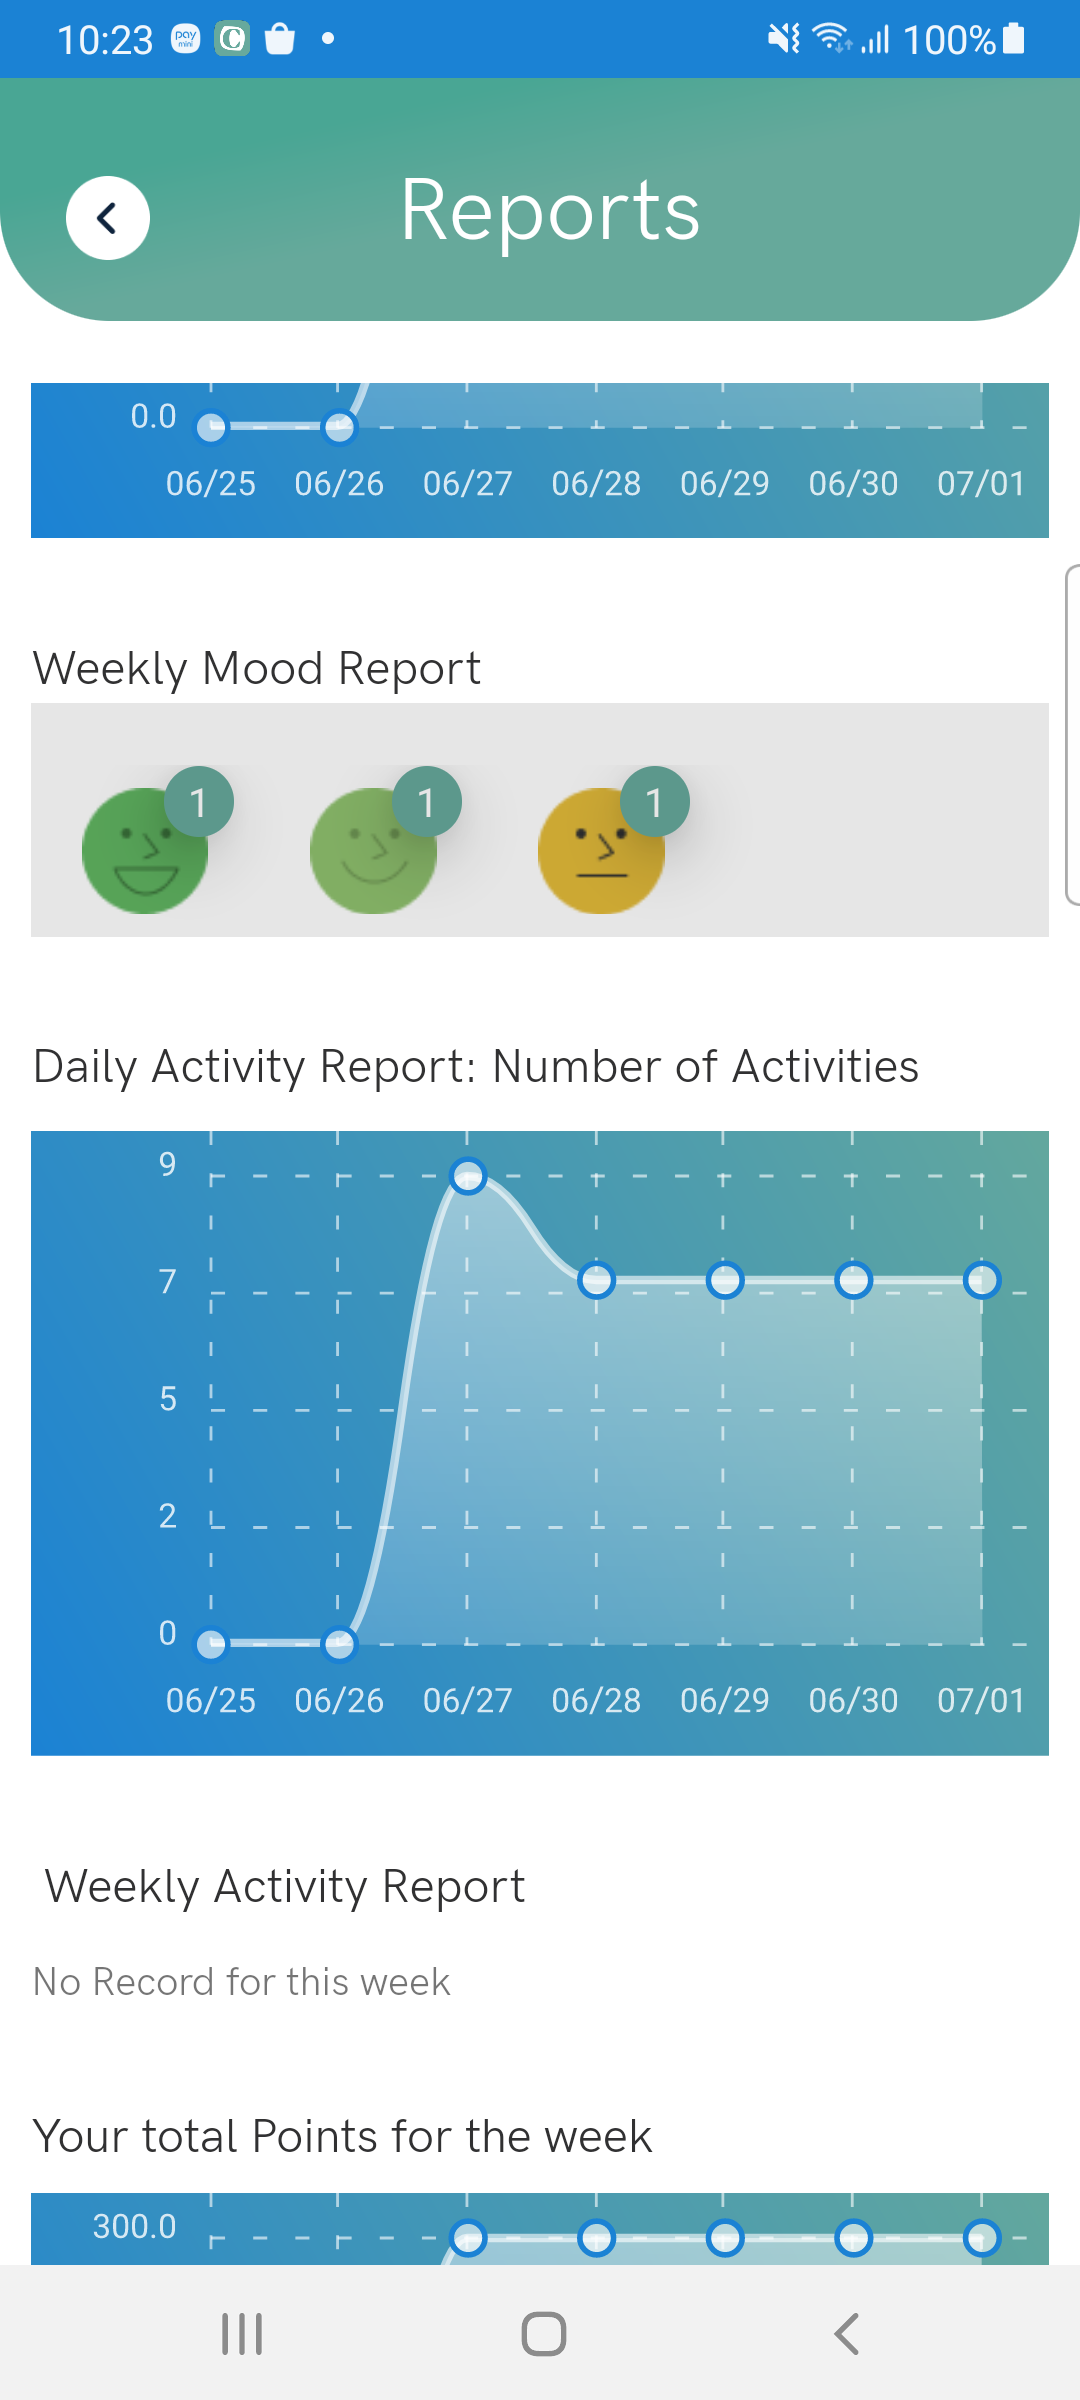 10:23 pay mini C 100%
Reports
0.0
06/25 06/26 06/27 06/28 06/29 06/30 07/01
Weekly Mood Report
1 1 1
Daily Activity Report: Number of Activities
9
7
5
2
0
06/25 06/26 06/27 06/28 06/29 06/30 07/01
Weekly Activity Report
No Record for this week
Your total Points for the week
300.0